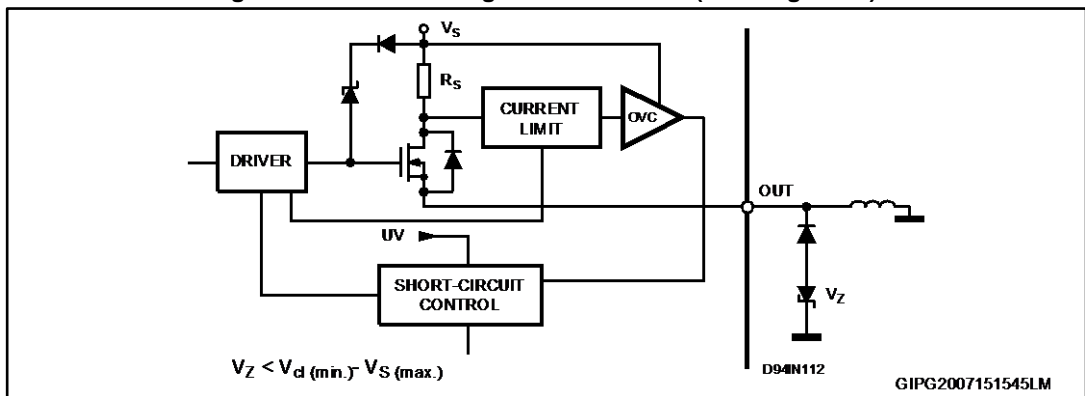 V_S
R_S
CURRENT
LIMIT
OVC
DRIVER
OUT
UV
SHORT-CIRCUIT
CONTROL
V_Z
V_Z < V_cl (min.)- V_S (max.)
D94IN112
GIPG2007151545LM